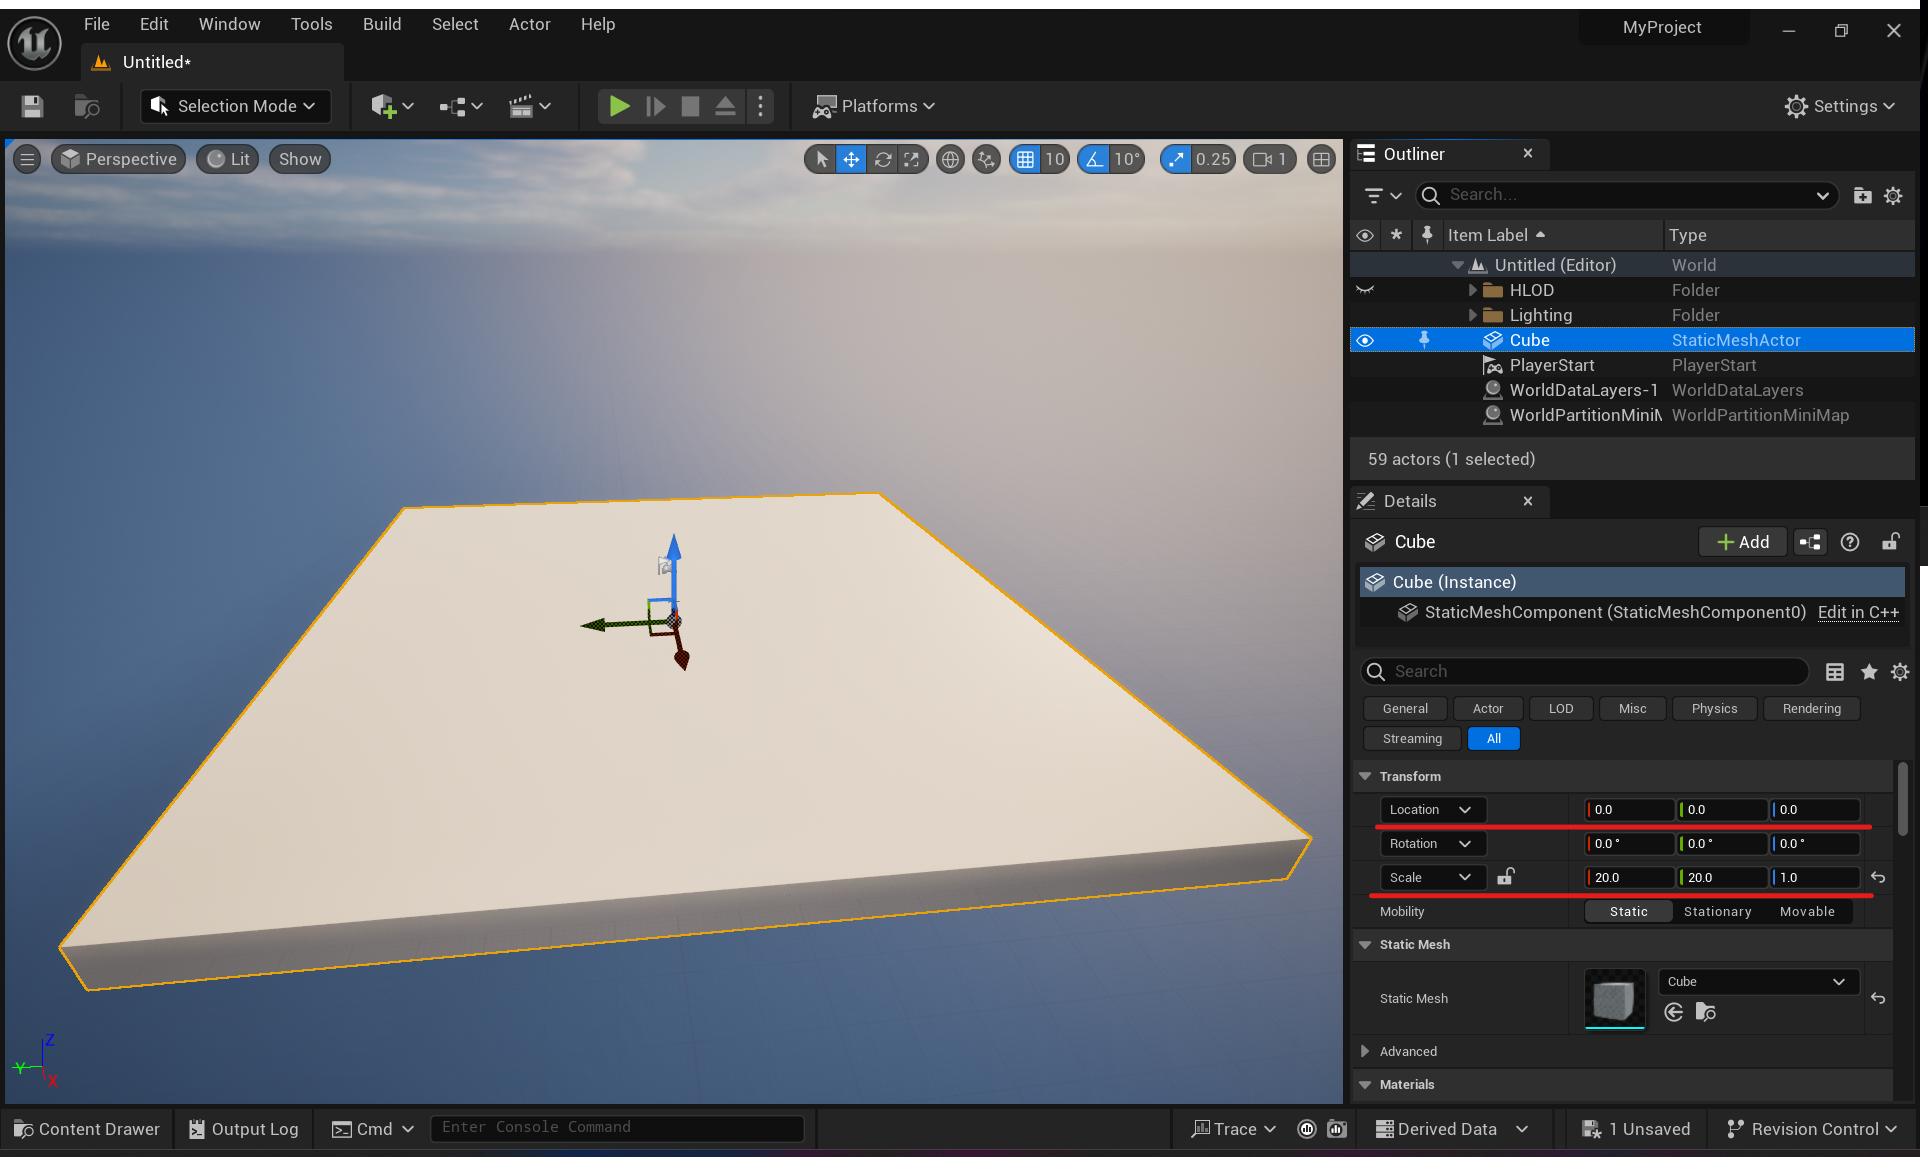 File Edit Window Tools Build Select Actor Help
MyProject
Untitled*
Selection Mode
Platforms
Settings
Perspective Lit Show
10 10° 0.25 1
Outliner
Search...
Item Label Type
Untitled (Editor) World
HLOD Folder
Lighting Folder
Cube StaticMeshActor
PlayerStart PlayerStart
WorldDataLayers-1 WorldDataLayers
WorldPartitionMiniM WorldPartitionMiniMap
59 actors (1 selected)
Details
Cube
Add
Cube (Instance)
StaticMeshComponent (StaticMeshComponent0) Edit in C++
Search
General Actor LOD Misc Physics Rendering
Streaming All
Transform
Location 0.0 0.0 0.0
Rotation 0.0 ° 0.0 ° 0.0 °
Scale 20.0 20.0 1.0
Mobility Static Stationary Movable
Static Mesh
Static Mesh Cube
Advanced
Materials
Z
Y
X
Content Drawer Output Log Cmd Enter Console Command Trace Derived Data 1 Unsaved Revision Control